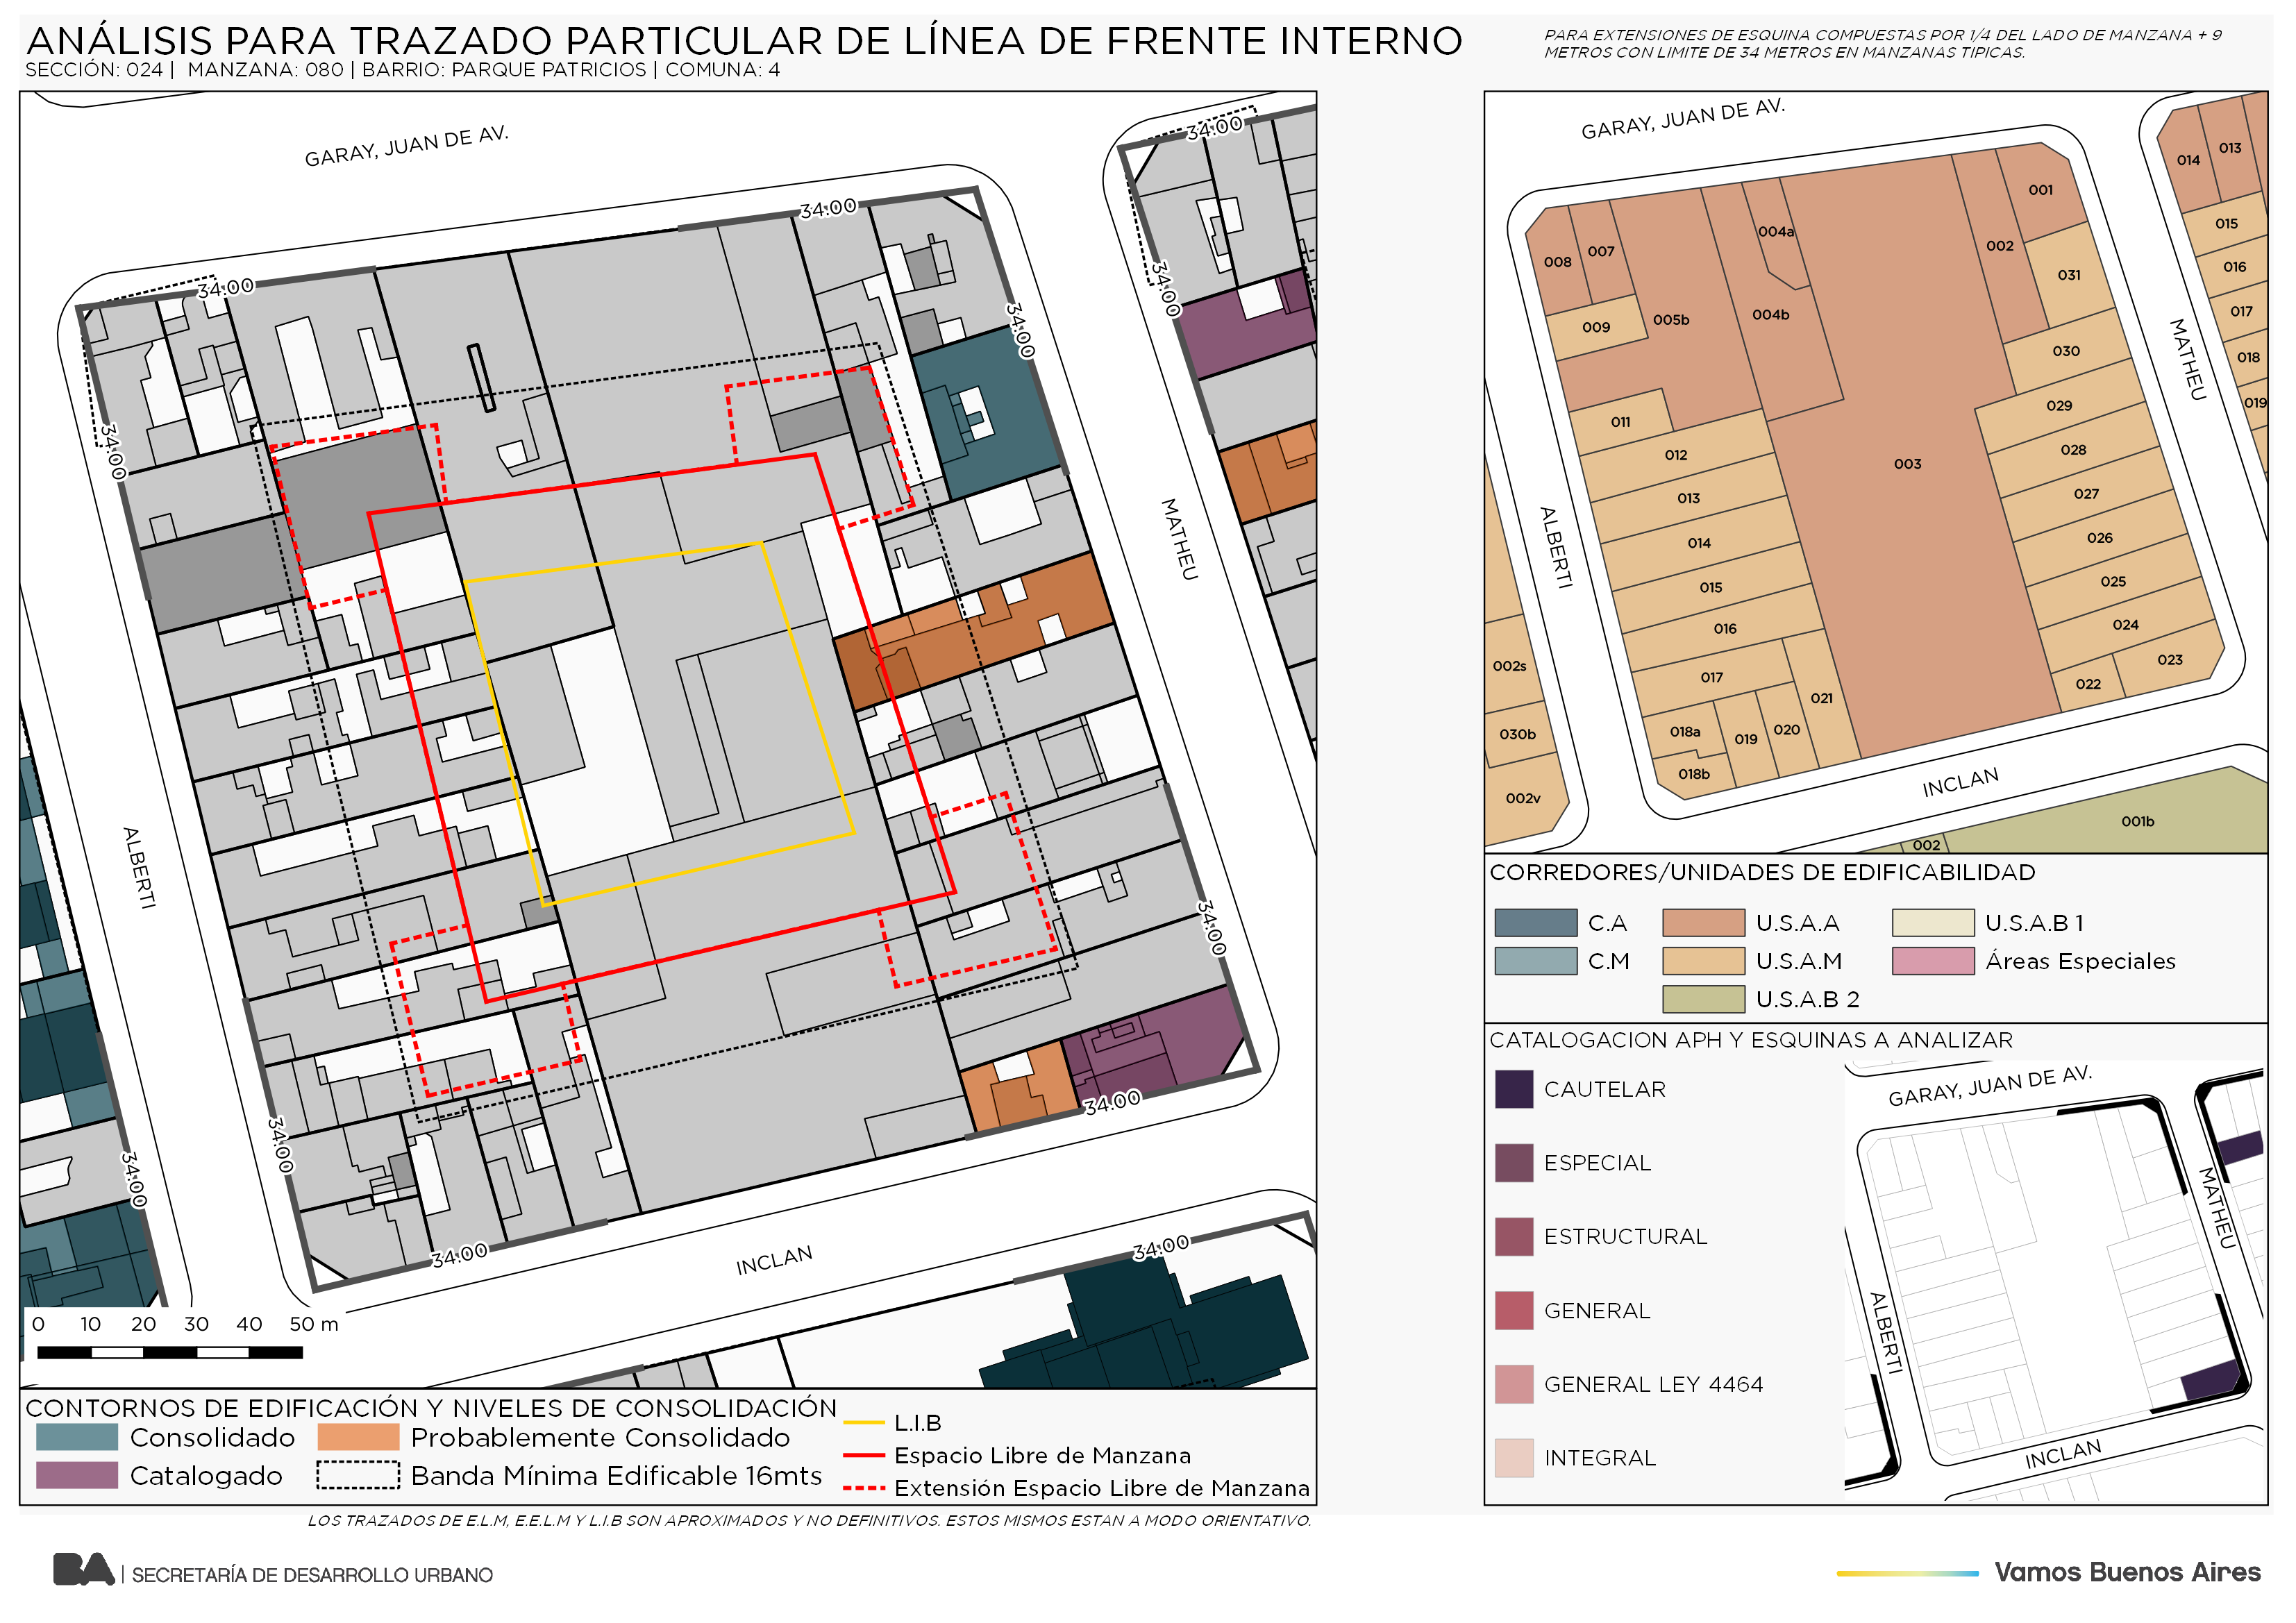 ANÁLISIS PARA TRAZADO PARTICULAR DE LÍNEA DE FRENTE INTERNO
SECCIÓN: 024 | MANZANA: 080 | BARRIO: PARQUE PATRICIOS | COMUNA: 4
PARA EXTENSIONES DE ESQUINA COMPUESTAS POR 1/4 DEL LADO DE MANZANA + 9
METROS CON LIMITE DE 34 METROS EN MANZANAS TIPICAS.
GARAY, JUAN DE AV.
34.00
34.00
34.00
34.00
34.00
34.00
34.00
MATHEU
ALBERTI
34.00
34.00
34.00
34.00
34.00
34.00
INCLAN
0 10 20 30 40 50 m
CONTORNOS DE EDIFICACIÓN Y NIVELES DE CONSOLIDACIÓN
Consolidado
Probablemente Consolidado
Catalogado
Banda Mínima Edificable 16mts
L.I.B
Espacio Libre de Manzana
Extensión Espacio Libre de Manzana
LOS TRAZADOS DE E.L.M, E.E.L.M Y L.I.B SON APROXIMADOS Y NO DEFINITIVOS. ESTOS MISMOS ESTAN A MODO ORIENTATIVO.
GARAY, JUAN DE AV.
014
013
001
008
007
004a
002
015
031
016
009
005b
004b
017
030
018
011
029
019
012
028
003
013
027
014
026
015
025
016
024
002s
017
023
022
021
018a
019
020
030b
018b
002v
001b
002
ALBERTI
MATHEU
INCLAN
CORREDORES/UNIDADES DE EDIFICABILIDAD
C.A
U.S.A.A
U.S.A.B 1
C.M
U.S.A.M
Áreas Especiales
U.S.A.B 2
CATALOGACION APH Y ESQUINAS A ANALIZAR
CAUTELAR
ESPECIAL
ESTRUCTURAL
GENERAL
GENERAL LEY 4464
INTEGRAL
GARAY, JUAN DE AV.
MATHEU
ALBERTI
INCLAN
BA | SECRETARÍA DE DESARROLLO URBANO
Vamos Buenos Aires